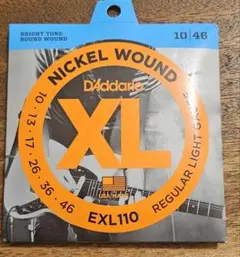 BRIGHT TONE
ROUND WOUND
10 | 46
NICKEL WOUND
D'Addario
XL
10 · 13 · 17 · 26 · 36 · 46
REGULAR LIGHT
EXL110